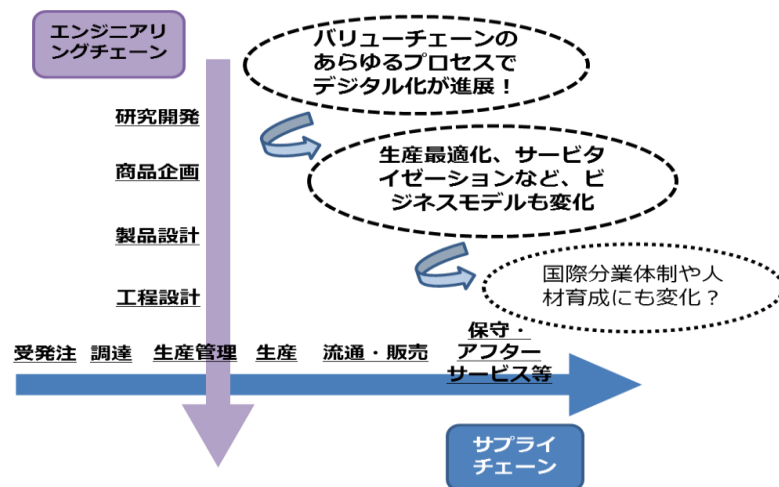 エンジニアリ
ングチェーン
バリューチェーンの
あらゆるプロセスで
デジタル化が進展！
研究開発
商品企画
生産最適化、サービタ
イゼーションなど、ビ
ジネスモデルも変化
製品設計
工程設計
国際分業体制や人
材育成にも変化？
受発注 調達 生産管理 生産 流通・販売
保守・
アフター
サービス等
サプライ
チェーン